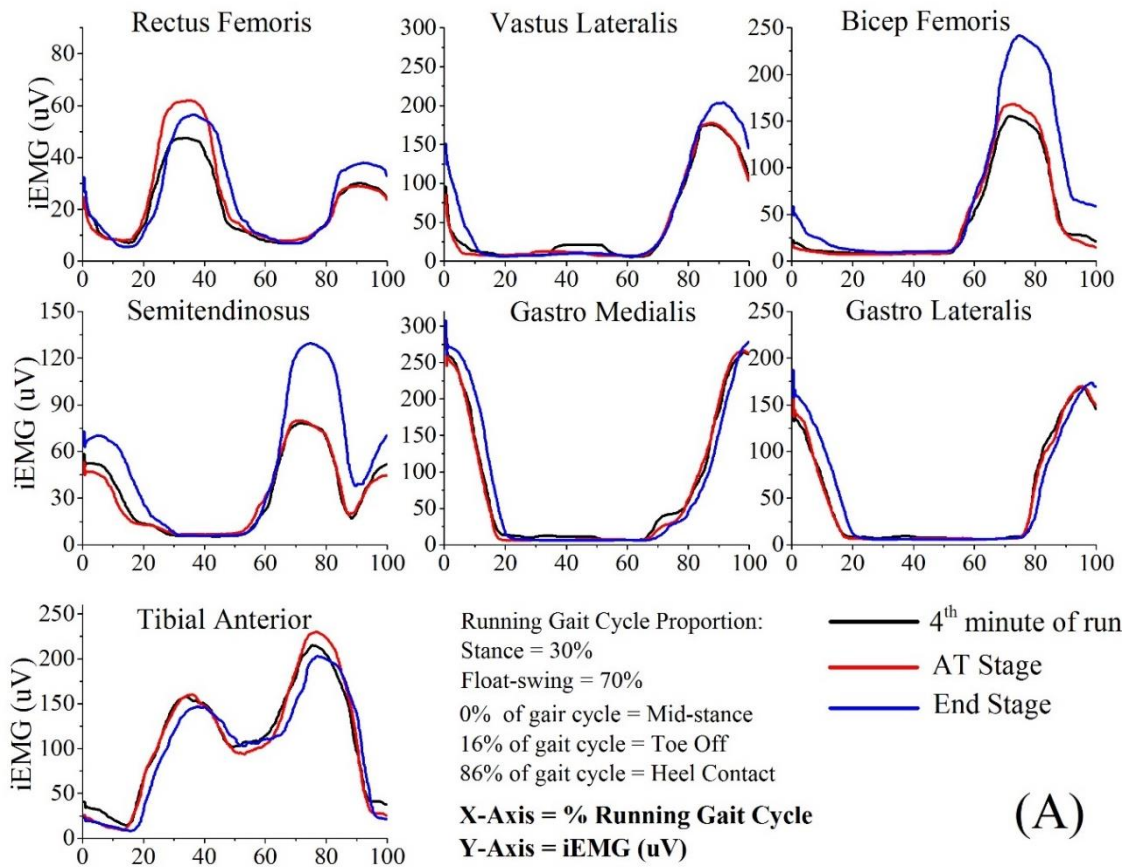 Rectus Femoris
Vastus Lateralis
Bicep Femoris
iEMG (uV)
90
60
30
0
0 20 40 60 80 100
300
250
200
150
100
50
0
0 20 40 60 80 100
250
200
150
100
50
0
0 20 40 60 80 100
Semitendinosus
Gastro Medialis
Gastro Lateralis
iEMG (uV)
150
120
90
60
30
0
0 20 40 60 80 100
300
250
200
150
100
50
0
0 20 40 60 80 100
250
200
150
100
50
0
0 20 40 60 80 100
Tibial Anterior
iEMG (uV)
250
200
150
100
50
0
0 20 40 60 80 100
Running Gait Cycle Proportion:
Stance = 30%
Float-swing = 70%
0% of gair cycle = Mid-stance
16% of gait cycle = Toe Off
86% of gait cycle = Heel Contact
X-Axis = % Running Gait Cycle
Y-Axis = iEMG (uV)
4th minute of run
AT Stage
End Stage
(A)